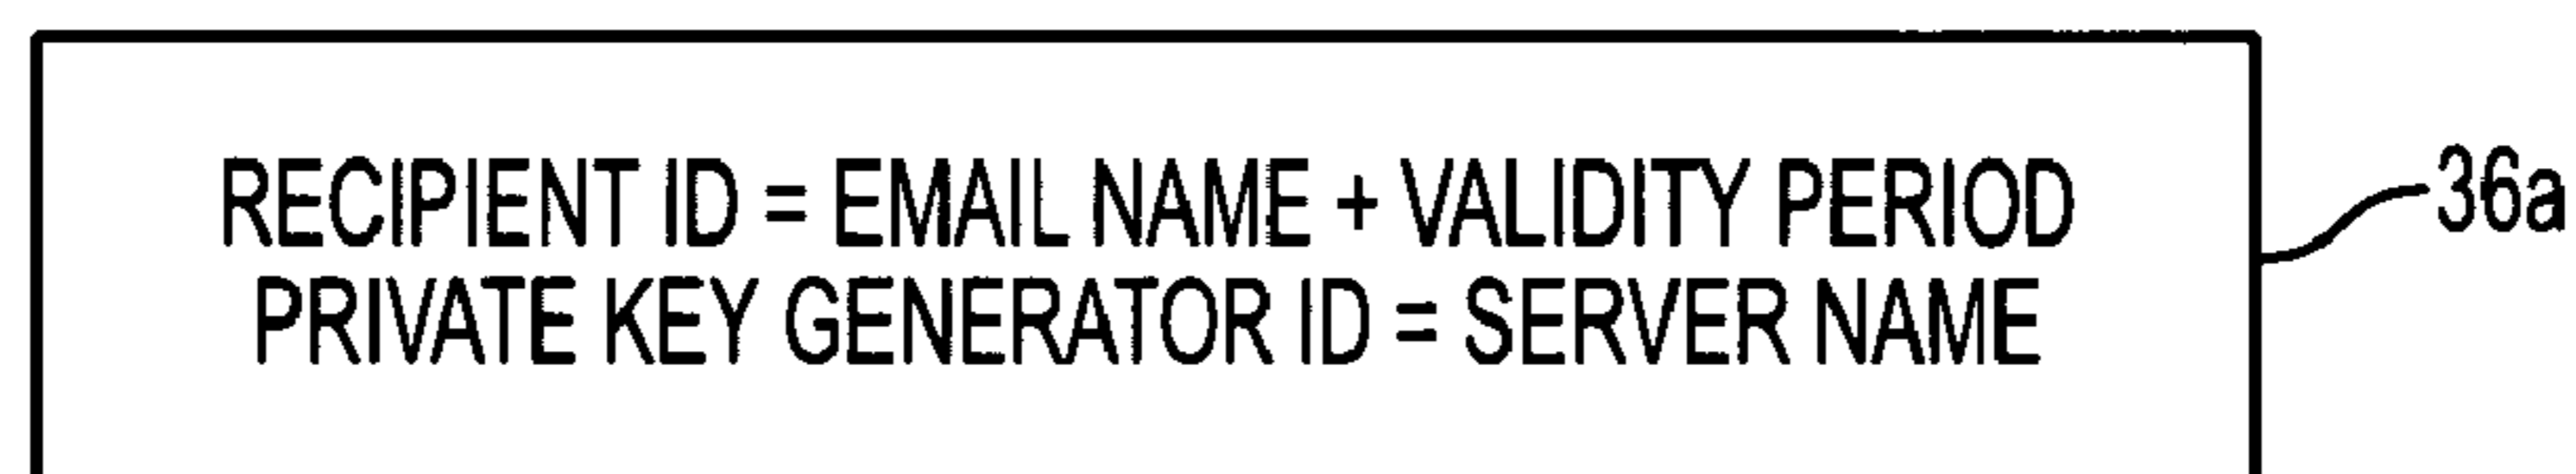 RECIPIENT ID = EMAIL NAME + VALIDITY PERIOD
PRIVATE KEY GENERATOR ID = SERVER NAME
36a